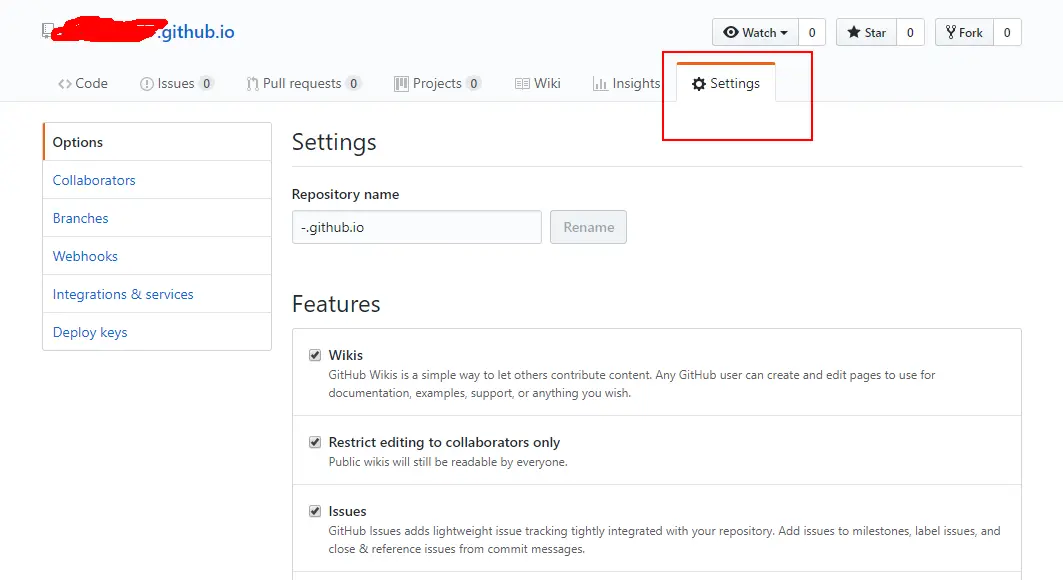 .github.io
Watch 0 Star 0 Fork 0
Code Issues 0 Pull requests 0 Projects 0 Wiki Insights Settings
Options
Collaborators
Branches
Webhooks
Integrations & services
Deploy keys
Settings
Repository name
-.github.io Rename
Features
Wikis
GitHub Wikis is a simple way to let others contribute content. Any GitHub user can create and edit pages to use for
documentation, examples, support, or anything you wish.
Restrict editing to collaborators only
Public wikis will still be readable by everyone.
Issues
GitHub Issues adds lightweight issue tracking tightly integrated with your repository. Add issues to milestones, label issues, and
close & reference issues from commit messages.